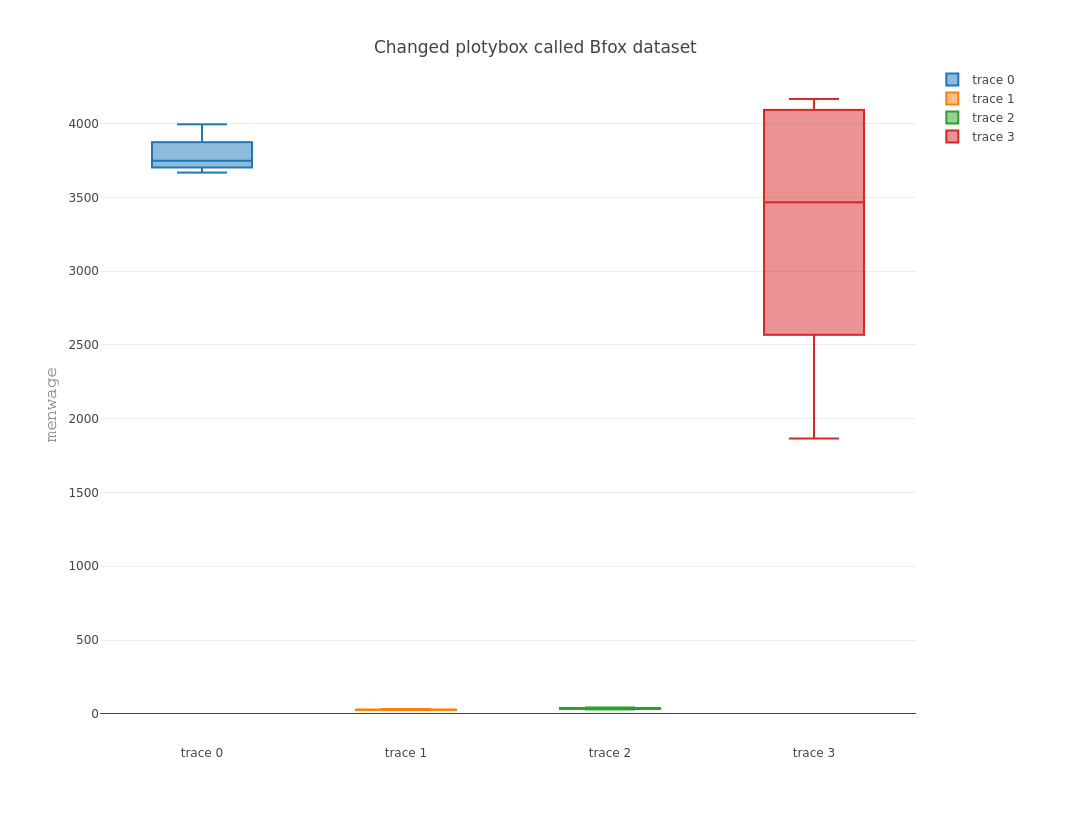 Changed plotybox called Bfox dataset
trace 0
trace 1
trace 2
trace 3
4000
3500
3000
2500
2000
1500
1000
500
0
menwage
trace 0
trace 1
trace 2
trace 3